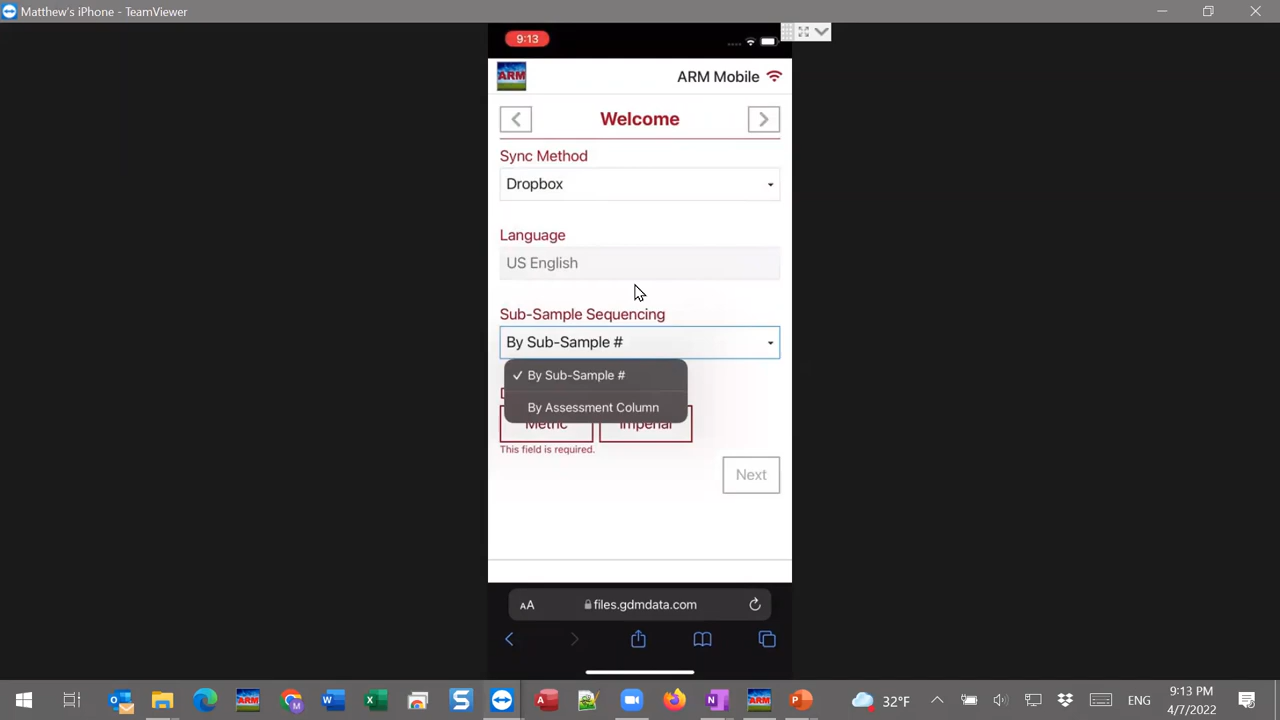 Matthew's iPhone - TeamViewer
9:13
ARM
ARM Mobile
Welcome
Sync Method
Dropbox
Language
US English
Sub-Sample Sequencing
By Sub-Sample #
✓ By Sub-Sample #
By Assessment Column
Metric
Imperial
This field is required.
Next
AA
files.gdmdata.com
32°F
ENG
9:13 PM
4/7/2022